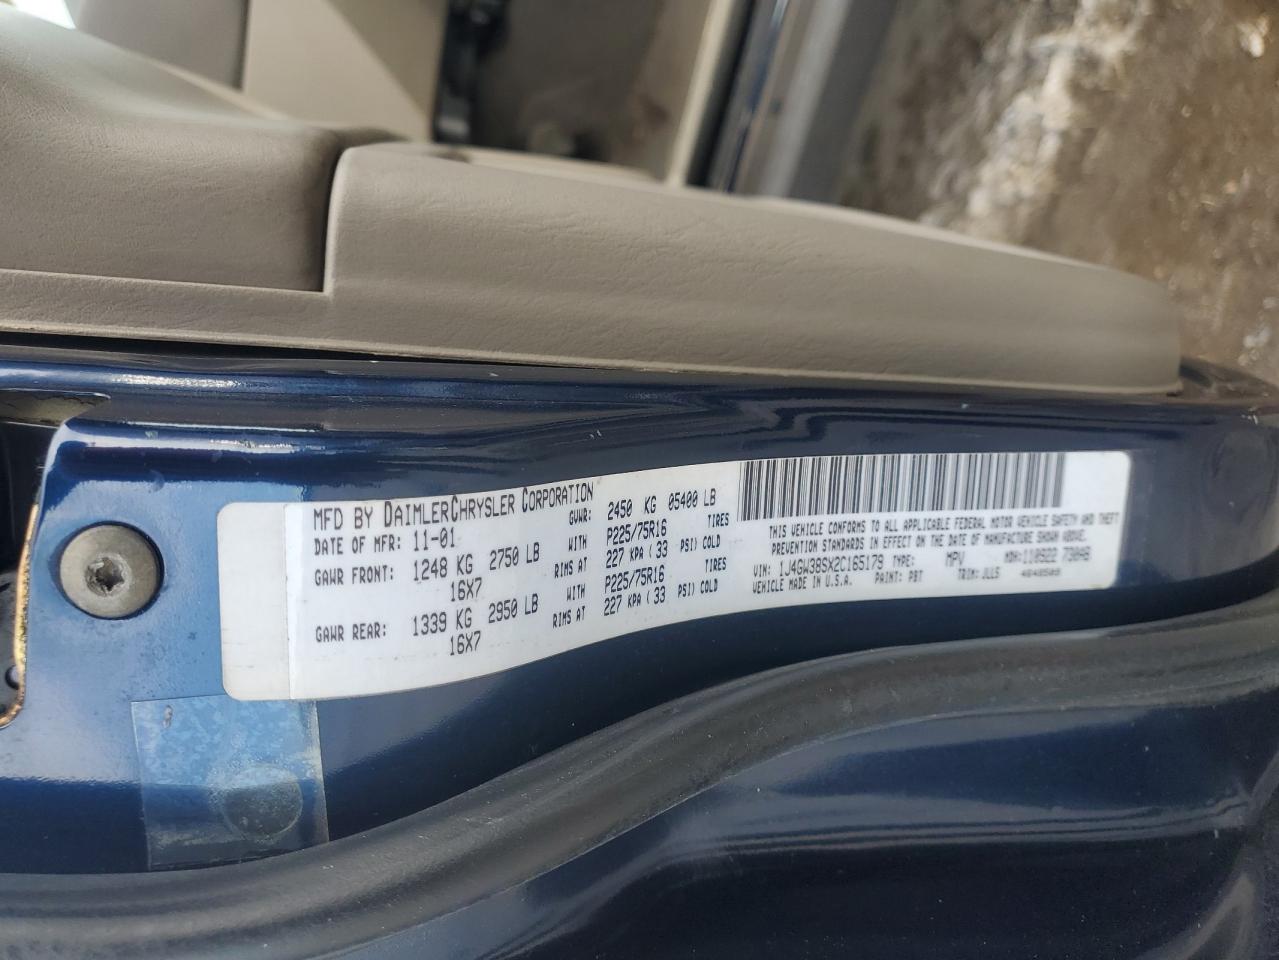 MFD BY DAIMLERCHRYSLER CORPORATION
DATE OF MFR: 11-01 GVWR: 2450 KG 05400 LB
GAWR FRONT: 1248 KG 2750 LB WITH P225/75R16 TIRES
16X7 RIMS AT 227 KPA (33 PSI) COLD
GAWR REAR: 1339 KG 2950 LB WITH P225/75R16 TIRES
16X7 RIMS AT 227 KPA (33 PSI) COLD
THIS VEHICLE CONFORMS TO ALL APPLICABLE FEDERAL MOTOR VEHICLE SAFETY AND THEFT
PREVENTION STANDARDS IN EFFECT ON THE DATE OF MANUFACTURE SHOWN ABOVE.
VIN: 1J4GW38SX2C165179 TYPE: MPV MDH:
VEHICLE MADE IN U.S.A. PAINT: PBT TRIM: JLLS